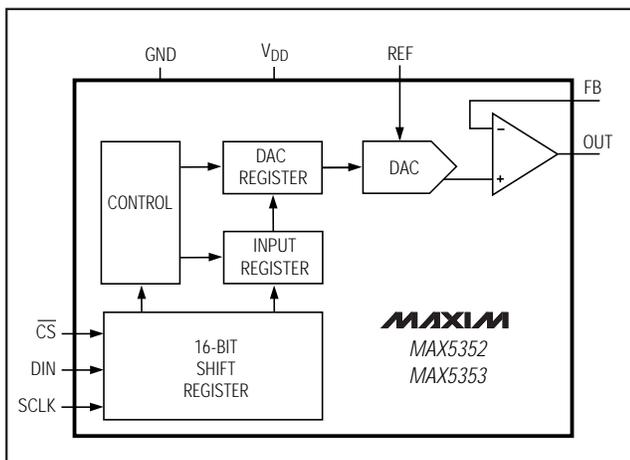 GND
VDD
REF
FB
OUT
DAC
REGISTER
DAC
CONTROL
INPUT
REGISTER
CS
DIN
SCLK
16-BIT
SHIFT
REGISTER
MAXIM
MAX5352
MAX5353
-
+